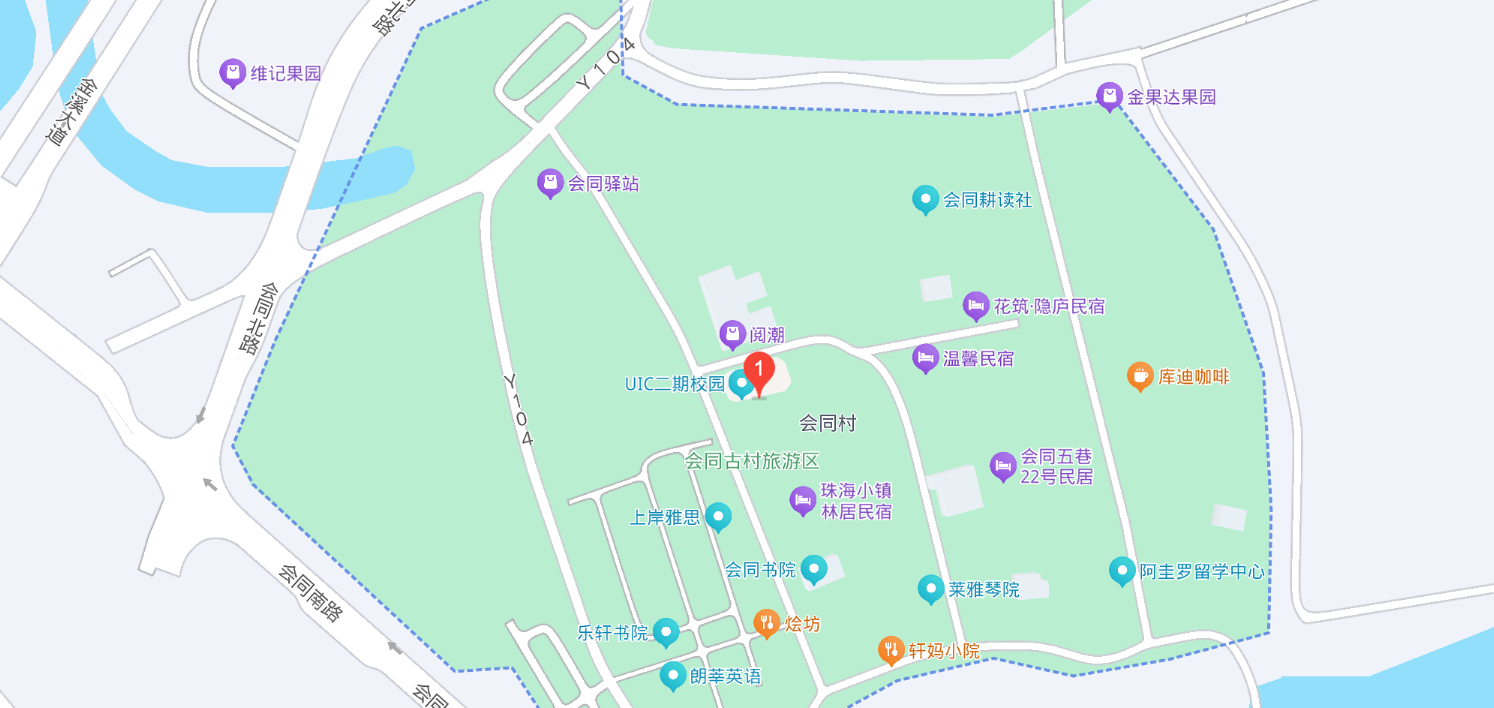 北路
Y104
维记果园
金果达果园
金溪大道
会同驿站
会同耕读社
花筑·隐庐民宿
会同北路
阅潮
温馨民宿
1
UIC二期校园
库迪咖啡
Y104
会同村
会同古村旅游区
会同五巷
22号民居
珠海小镇
林居民宿
上岸雅思
会同书院
阿圭罗留学中心
莱雅琴院
会同南路
烩坊
乐轩书院
轩妈小院
朗莘英语
会同